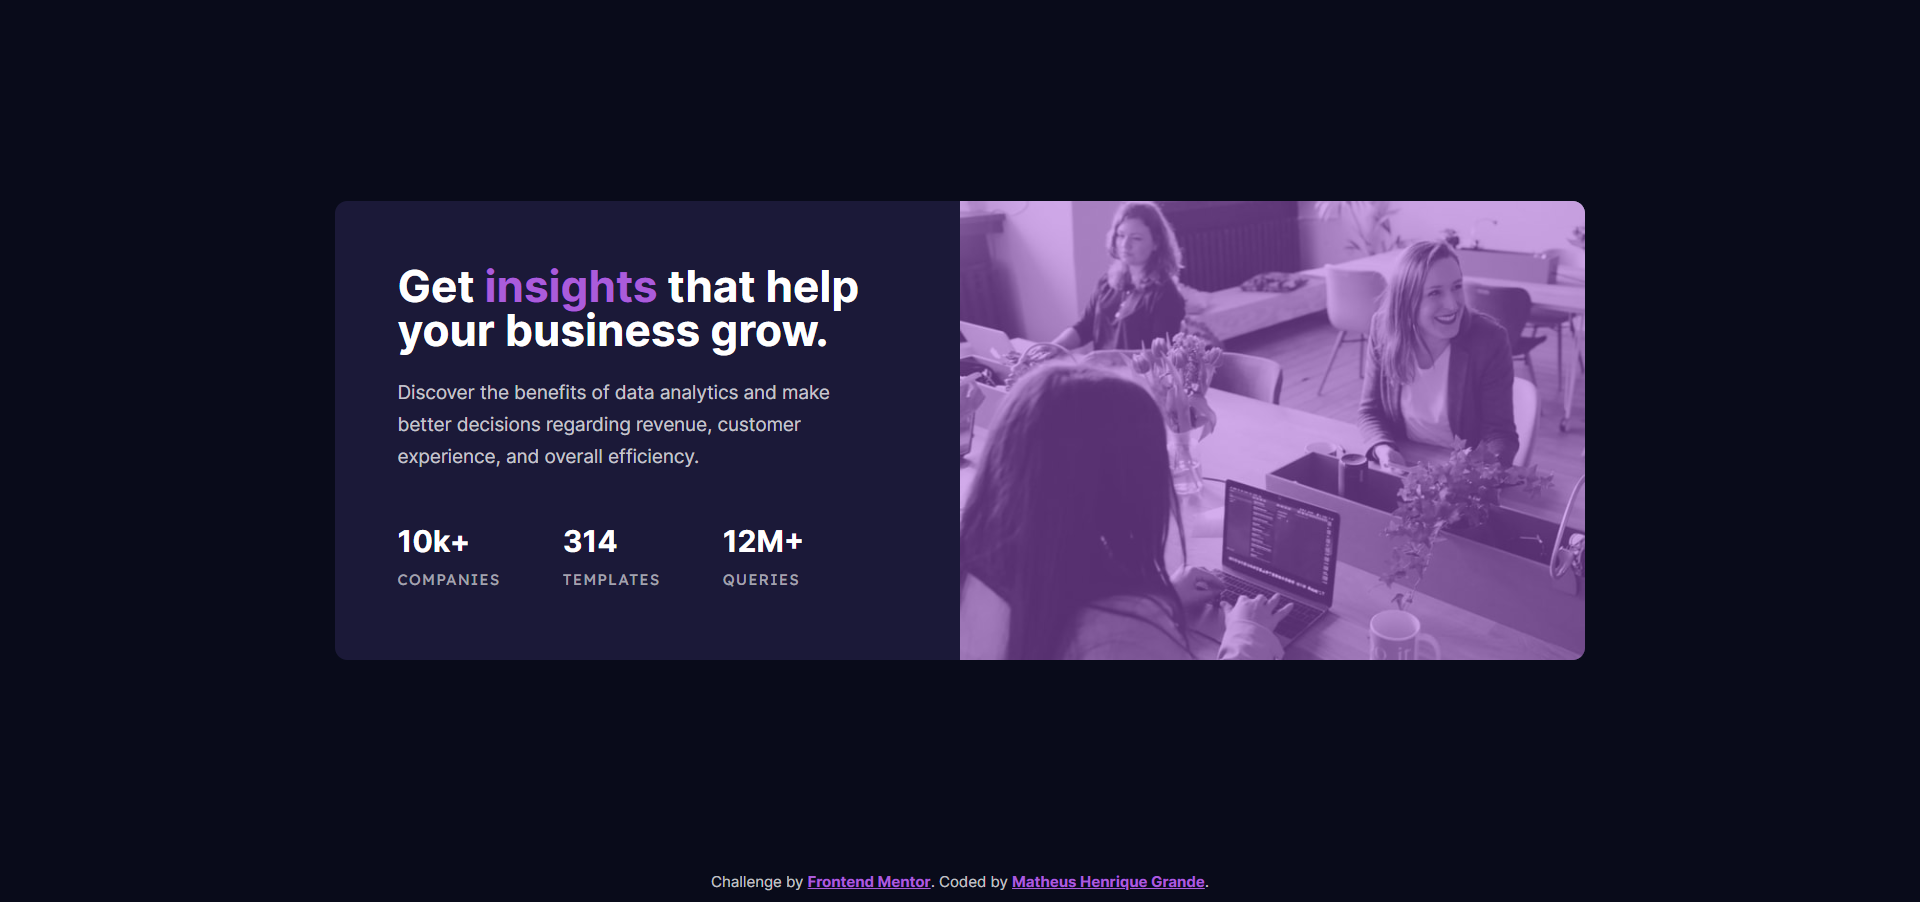 Get insights that help
your business grow.
Discover the benefits of data analytics and make
better decisions regarding revenue, customer
experience, and overall efficiency.
10k+ 314 12M+
COMPANIES TEMPLATES QUERIES
Challenge by Frontend Mentor. Coded by Matheus Henrique Grande.